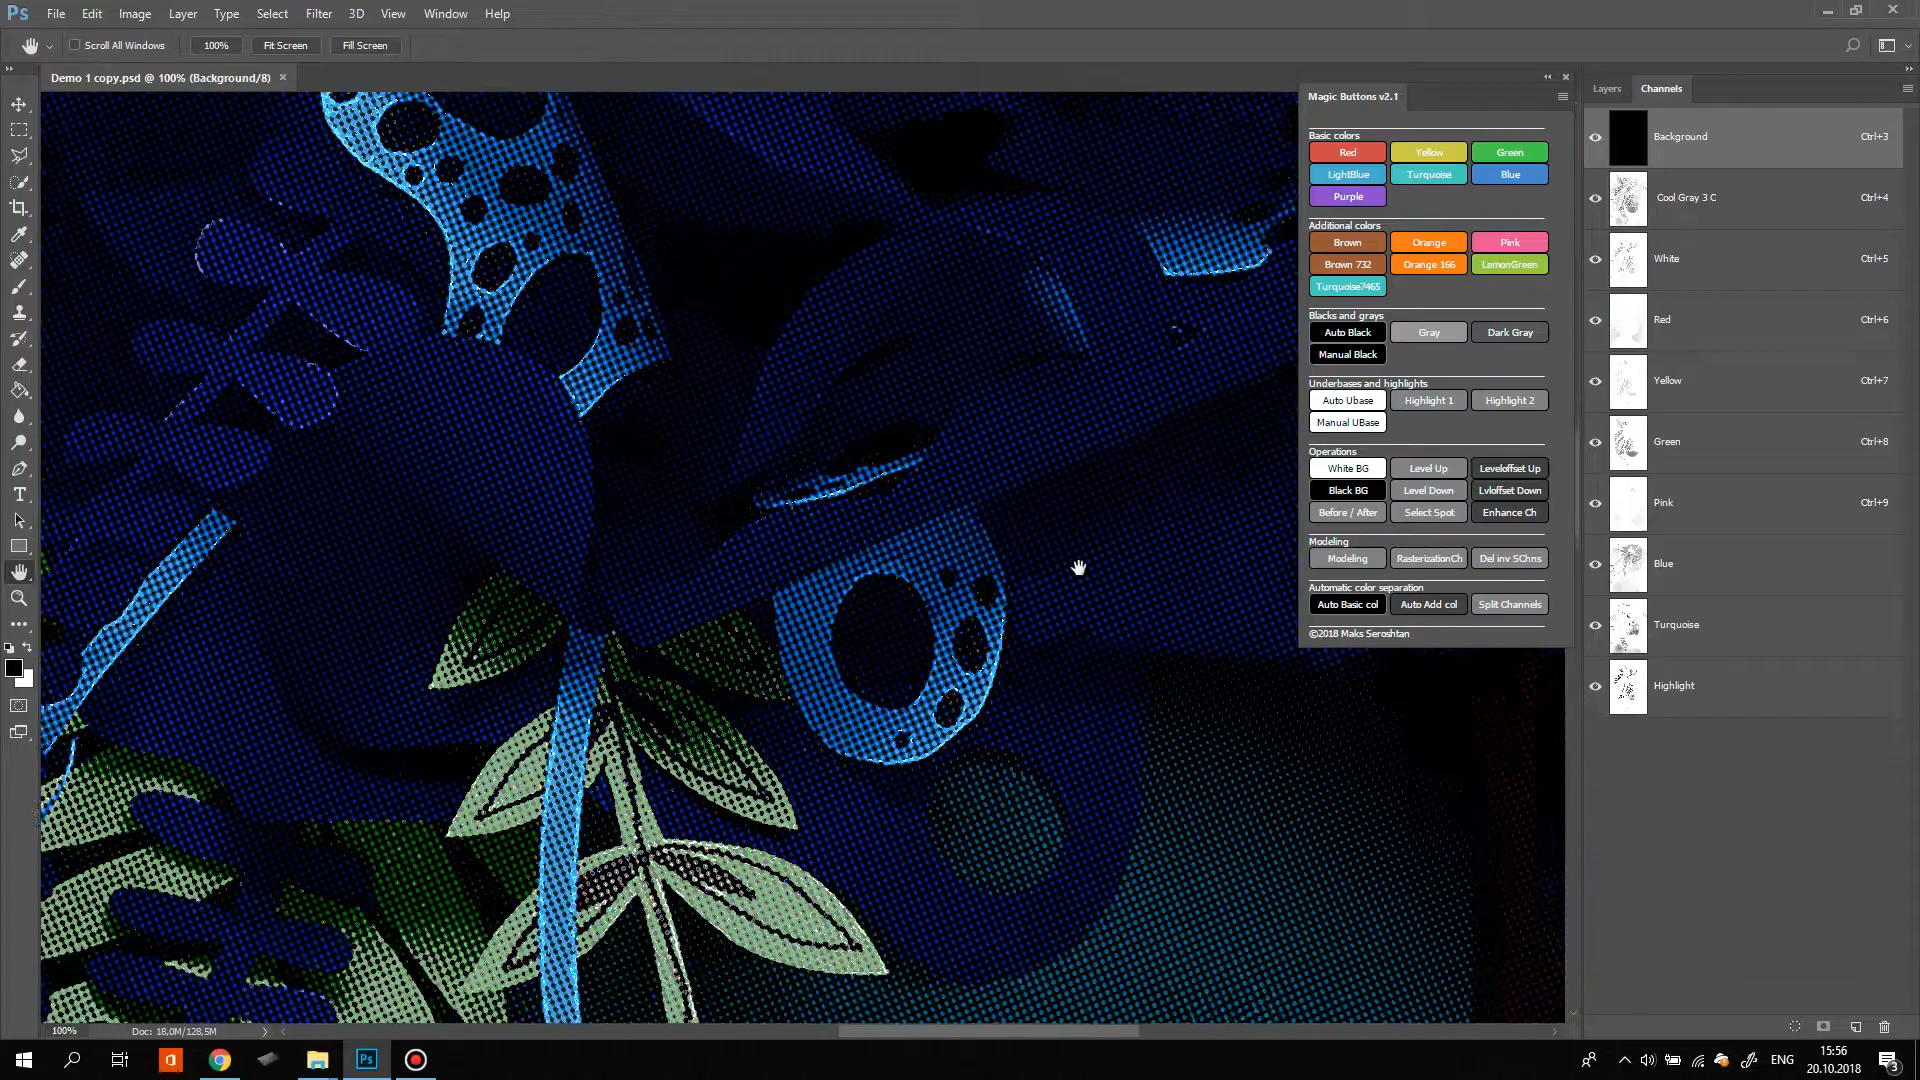 Ps File Edit Image Layer Type Select Filter 3D View Window Help
Scroll All Windows 100% Fit Screen Fill Screen
Demo 1 copy.psd @ 100% (Background/8)
Magic Buttons v2.1
Basic colors
Red Yellow Green
LightBlue Turquoise Blue
Purple
Additional colors
Brown Orange Pink
Brown 732 Orange 166 LemonGreen
Turquoise7465
Blacks and grays
Auto Black Gray Dark Gray
Manual Black
Underbases and highlights
Auto Ubase Highlight 1 Highlight 2
Manual UBase
Operations
White BG Level Up Leveloffset Up
Black BG Level Down Lvloffset Down
Before / After Select Spot Enhance Ch
Modeling
Modeling RasterizationCh Del inv SChns
Automatic color separation
Auto Basic col Auto Add col Split Channels
©2018 Maks Seroshtan
Layers Channels
Background Ctrl+3
Cool Gray 3 C Ctrl+4
White Ctrl+5
Red Ctrl+6
Yellow Ctrl+7
Green Ctrl+8
Pink Ctrl+9
Blue
Turquoise
Highlight
100% Doc: 18,0M/128,5M
Ps ENG 15:56
20.10.2018 3